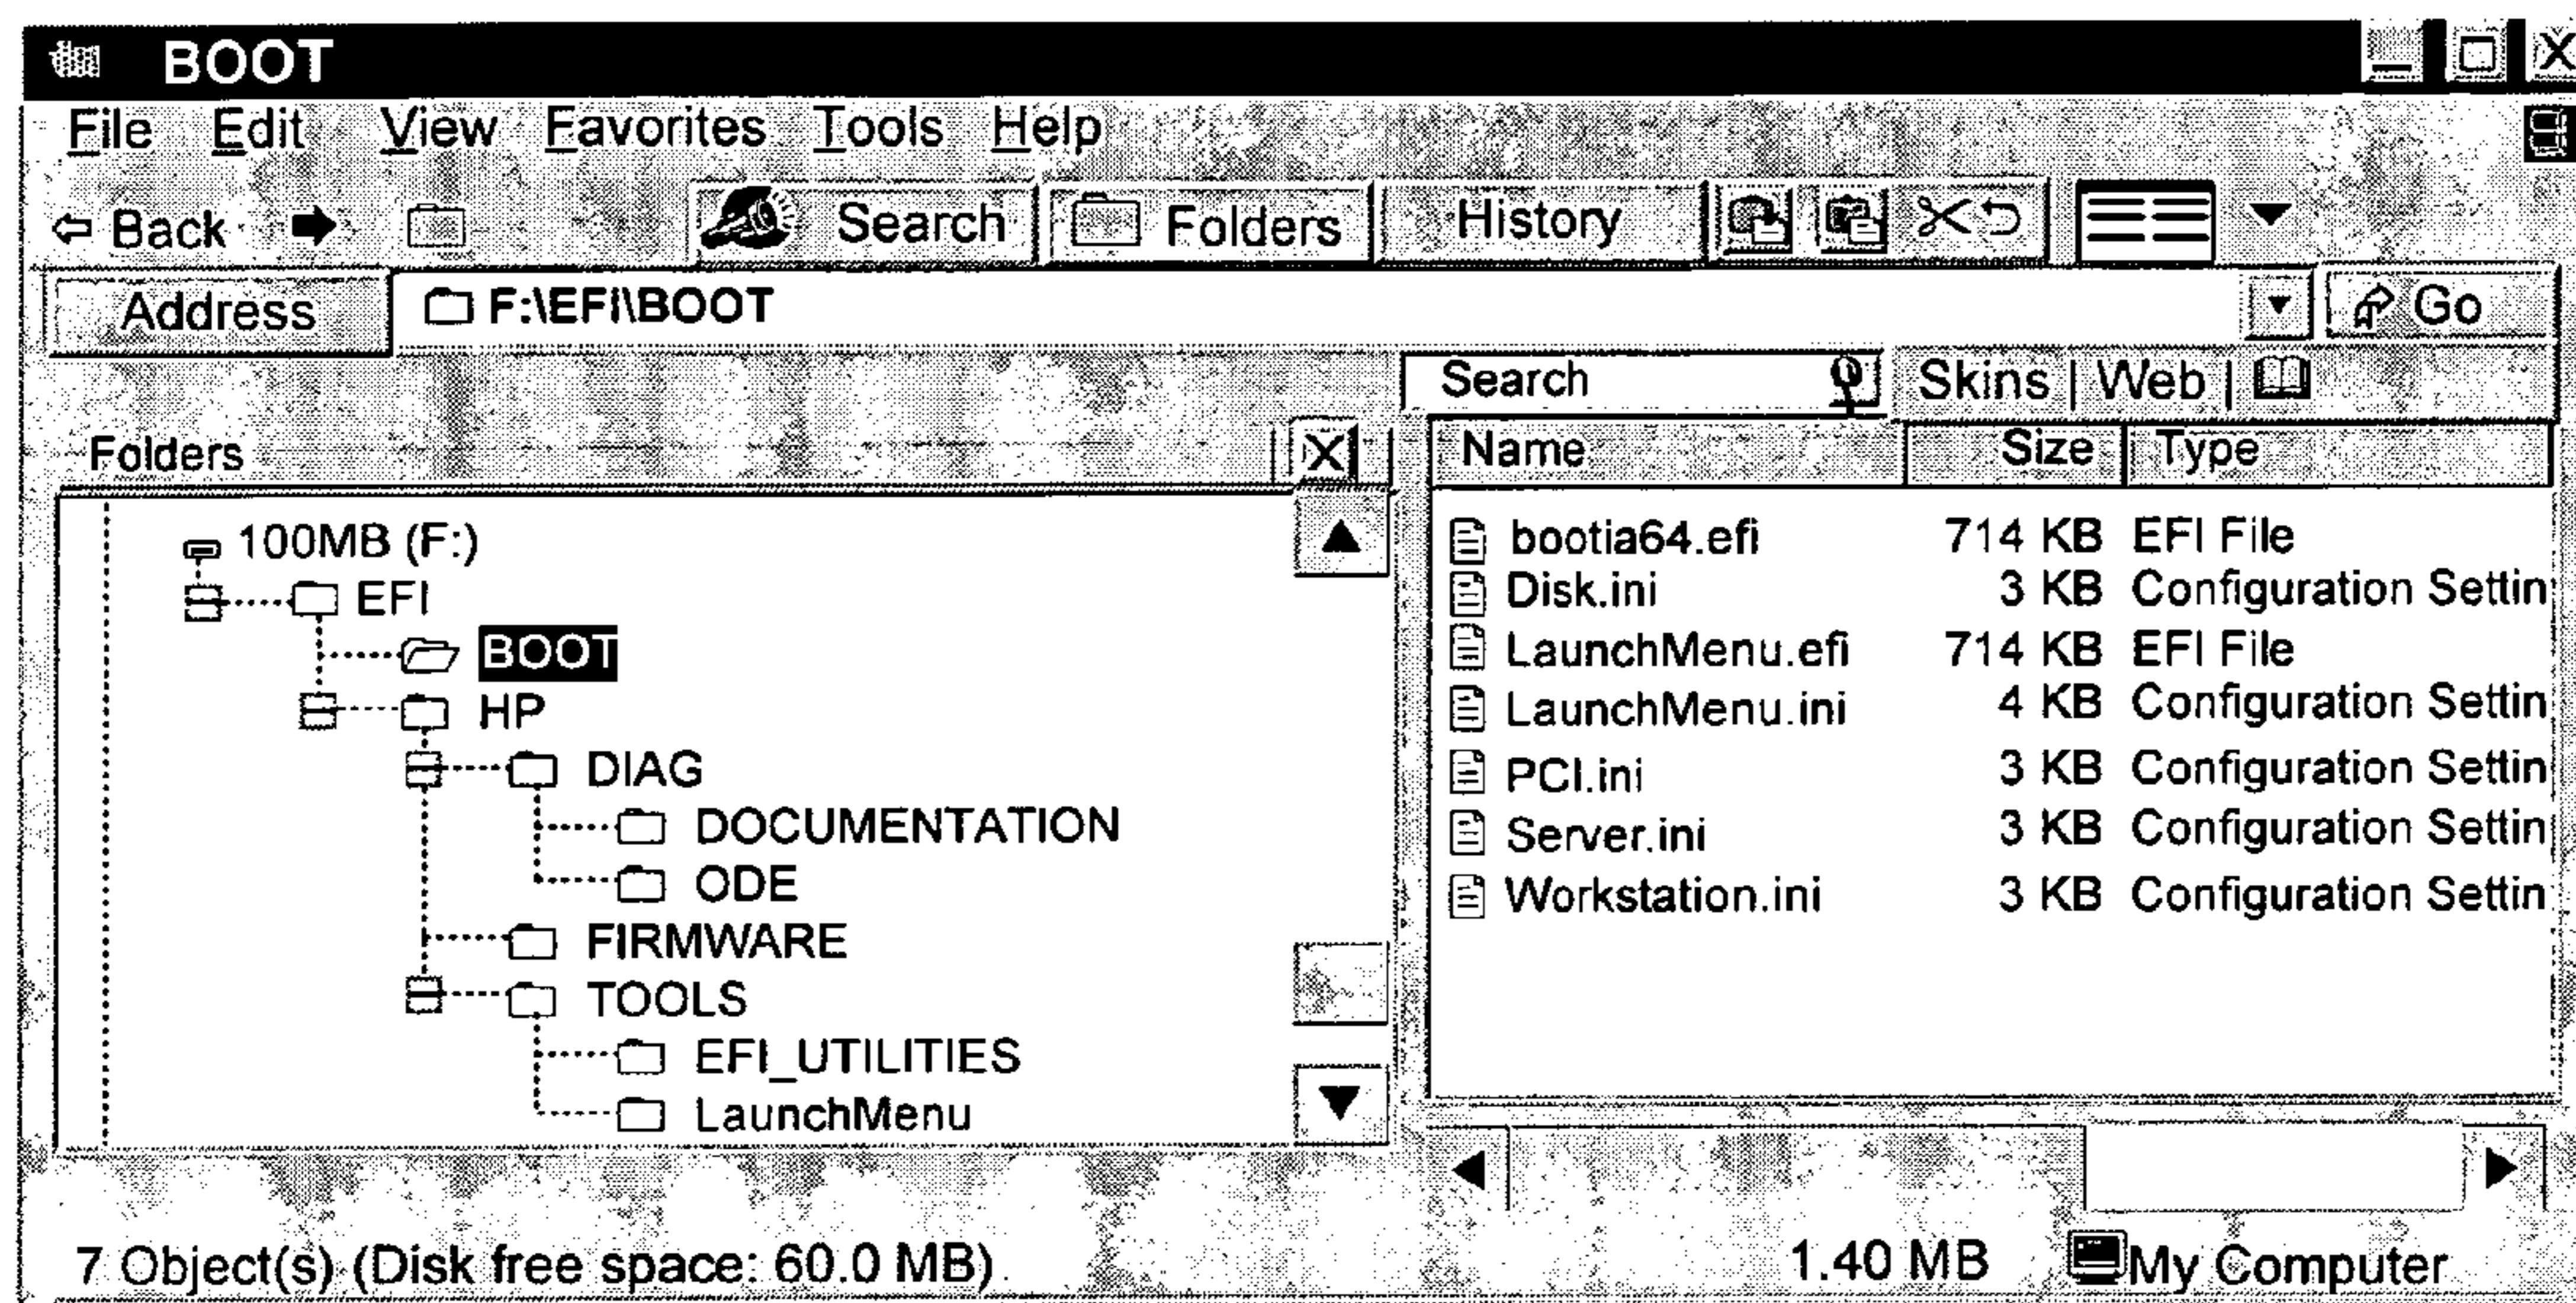 BOOT
File Edit View Favorites Tools Help
Back Search Folders History
Address F:\EFI\BOOT Go
Search Skins | Web |
Folders
Name Size Type
100MB (F:)
EFI
BOOT
HP
DIAG
DOCUMENTATION
ODE
FIRMWARE
TOOLS
EFI_UTILITIES
LaunchMenu
bootia64.efi 714 KB EFI File
Disk.ini 3 KB Configuration Settin
LaunchMenu.efi 714 KB EFI File
LaunchMenu.ini 4 KB Configuration Settin
PCI.ini 3 KB Configuration Settin
Server.ini 3 KB Configuration Settin
Workstation.ini 3 KB Configuration Settin
7 Object(s) (Disk free space: 60.0 MB) 1.40 MB My Computer